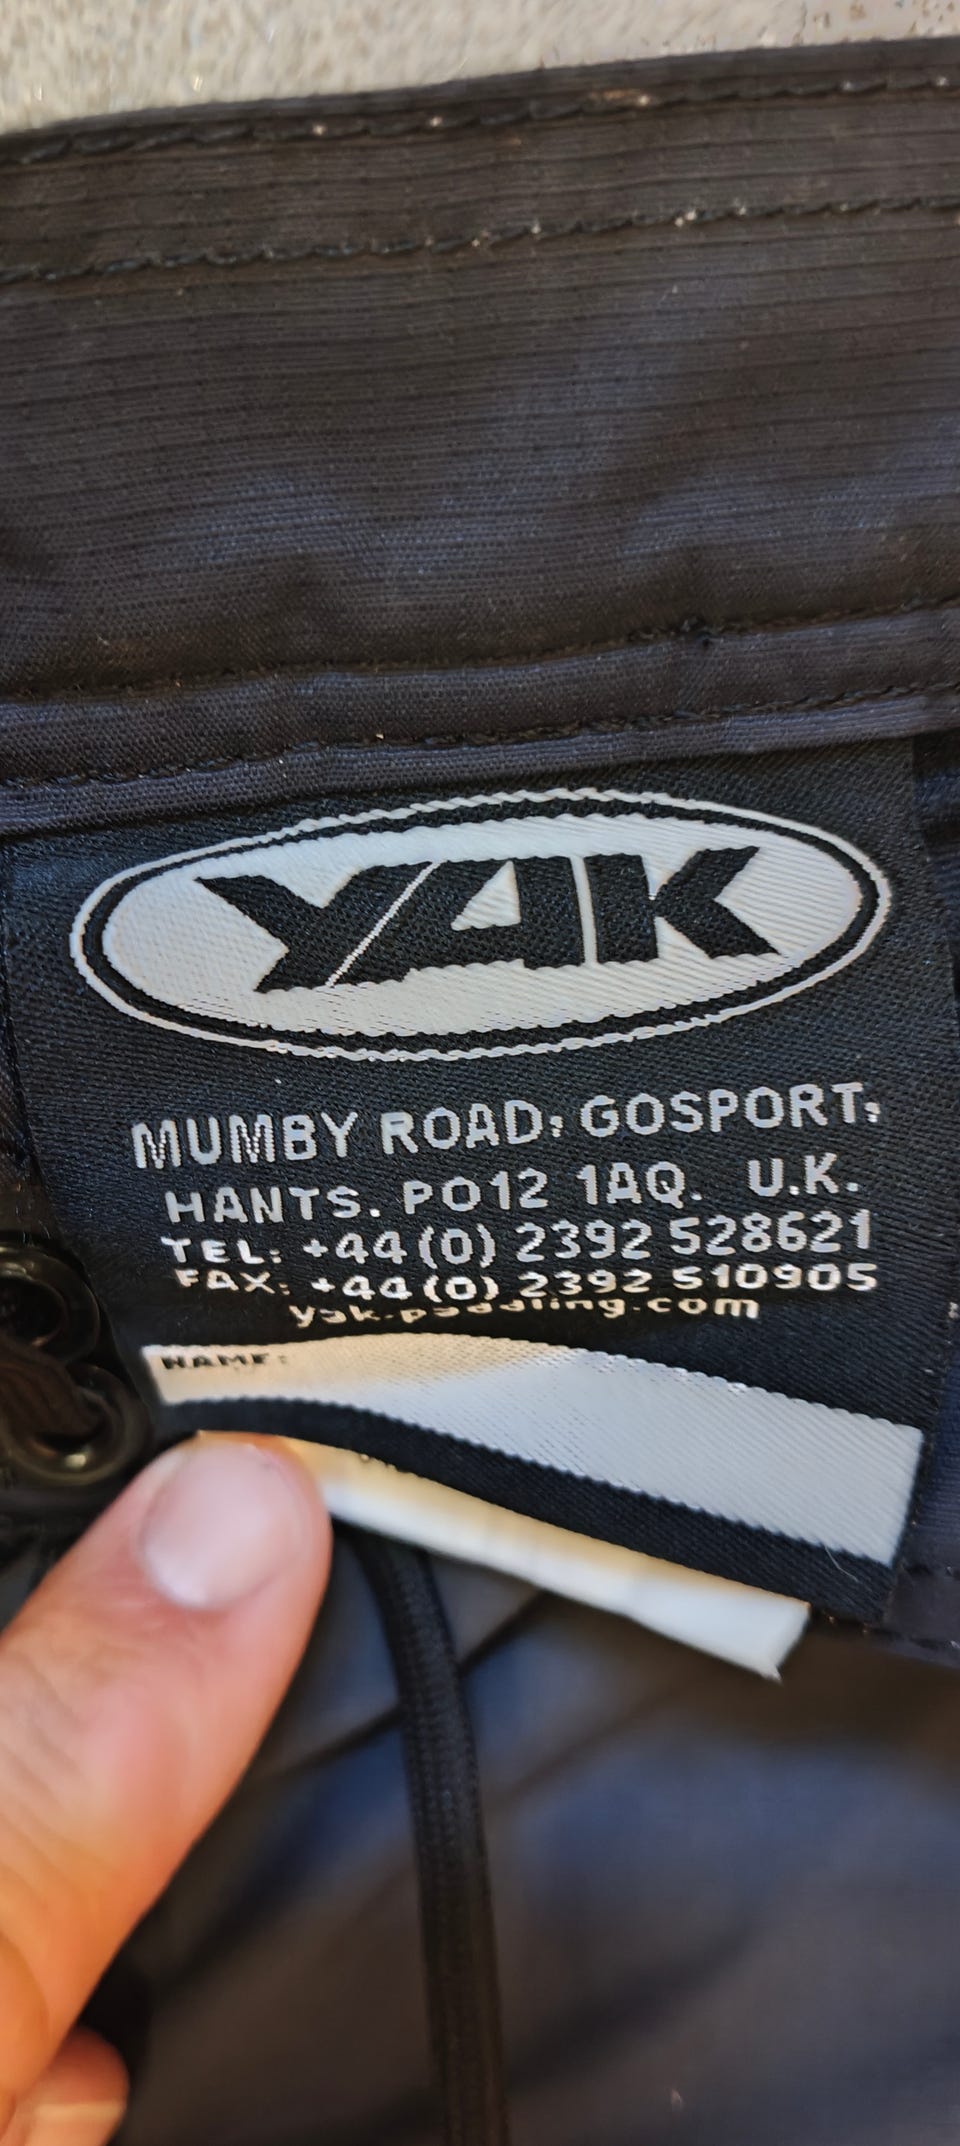 YAK
MUMBY ROAD, GOSPORT,
HANTS. PO12 1AQ. U.K.
TEL: +44(0) 2392 528621
FAX: +44(0) 2392 510905
yak.paddling.com
NAME: